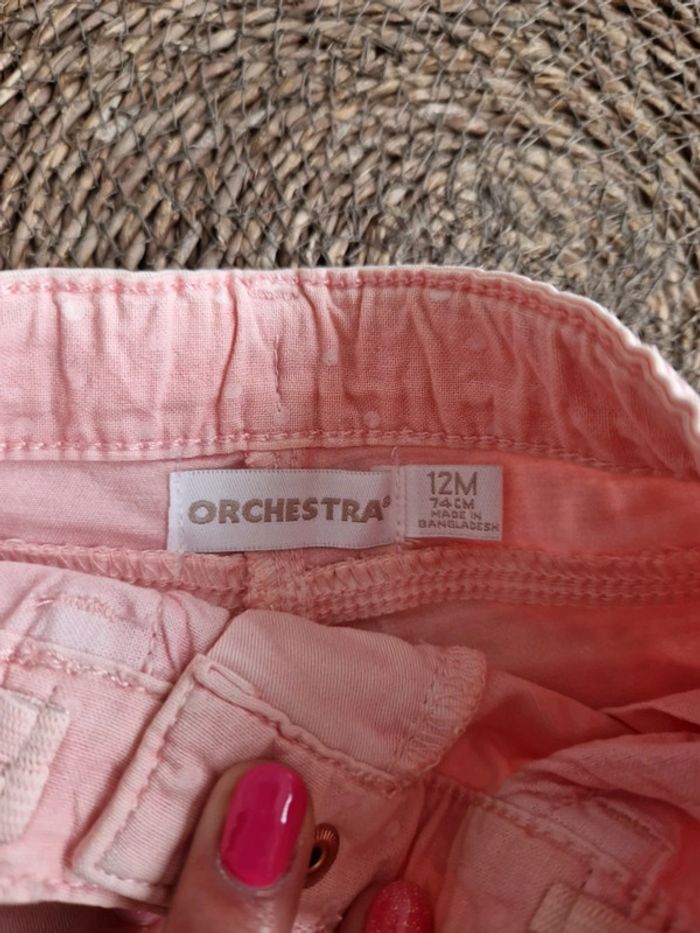 ORCHESTRA®
12M
74CM
MADE IN
BANGLADESH